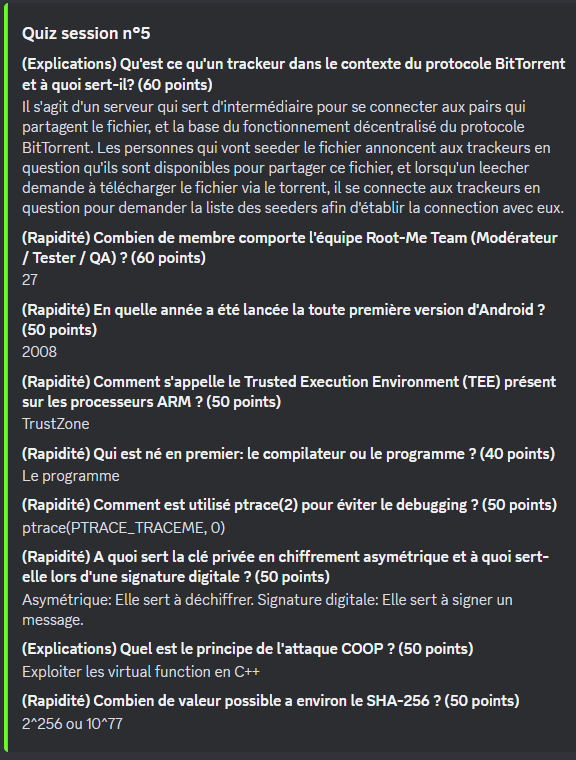 Quiz session n°5
(Explications) Qu'est ce qu'un trackeur dans le contexte du protocole BitTorrent
et à quoi sert-il? (60 points)
Il s'agit d'un serveur qui sert d'intermédiaire pour se connecter aux pairs qui
partagent le fichier, et la base du fonctionnement décentralisé du protocole
BitTorrent. Les personnes qui vont seeder le fichier annoncent aux trackeurs en
question qu'ils sont disponibles pour partager ce fichier, et lorsqu'un leecher
demande à télécharger le fichier via le torrent, il se connecte aux trackeurs en
question pour demander la liste des seeders afin d'établir la connection avec eux.
(Rapidité) Combien de membre comporte l'équipe Root-Me Team (Modérateur
/ Tester / QA) ? (60 points)
27
(Rapidité) En quelle année a été lancée la toute première version d'Android ?
(50 points)
2008
(Rapidité) Comment s'appelle le Trusted Execution Environment (TEE) présent
sur les processeurs ARM ? (50 points)
TrustZone
(Rapidité) Qui est né en premier: le compilateur ou le programme ? (40 points)
Le programme
(Rapidité) Comment est utilisé ptrace(2) pour éviter le debugging ? (50 points)
ptrace(PTRACE_TRACEME, 0)
(Rapidité) A quoi sert la clé privée en chiffrement asymétrique et à quoi sert-
elle lors d'une signature digitale ? (50 points)
Asymétrique: Elle sert à déchiffrer. Signature digitale: Elle sert à signer un
message.
(Explications) Quel est le principe de l'attaque COOP ? (50 points)
Exploiter les virtual function en C++
(Rapidité) Combien de valeur possible a environ le SHA-256 ? (50 points)
2^256 ou 10^77